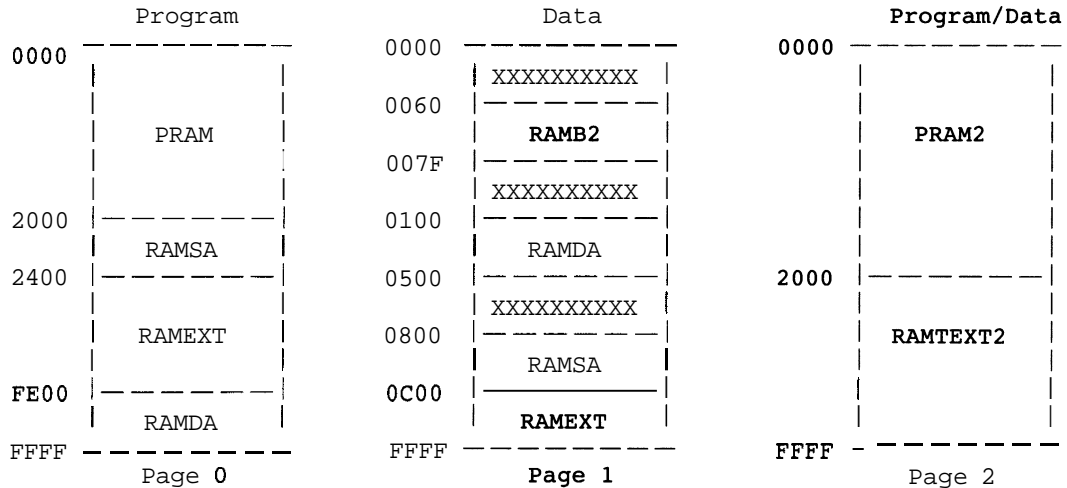 Program
0000
PRAM
2000
RAMSA
2400
RAMEXT
FE00
RAMDA
FFFF
Page 0
Data
0000
XXXXXXXXXX
0060
RAMB2
007F
XXXXXXXXXX
0100
RAMDA
0500
XXXXXXXXXX
0800
RAMSA
0C00
RAMEXT
FFFF
Page 1
Program/Data
0000
PRAM2
2000
RAMTEXT2
FFFF
Page 2